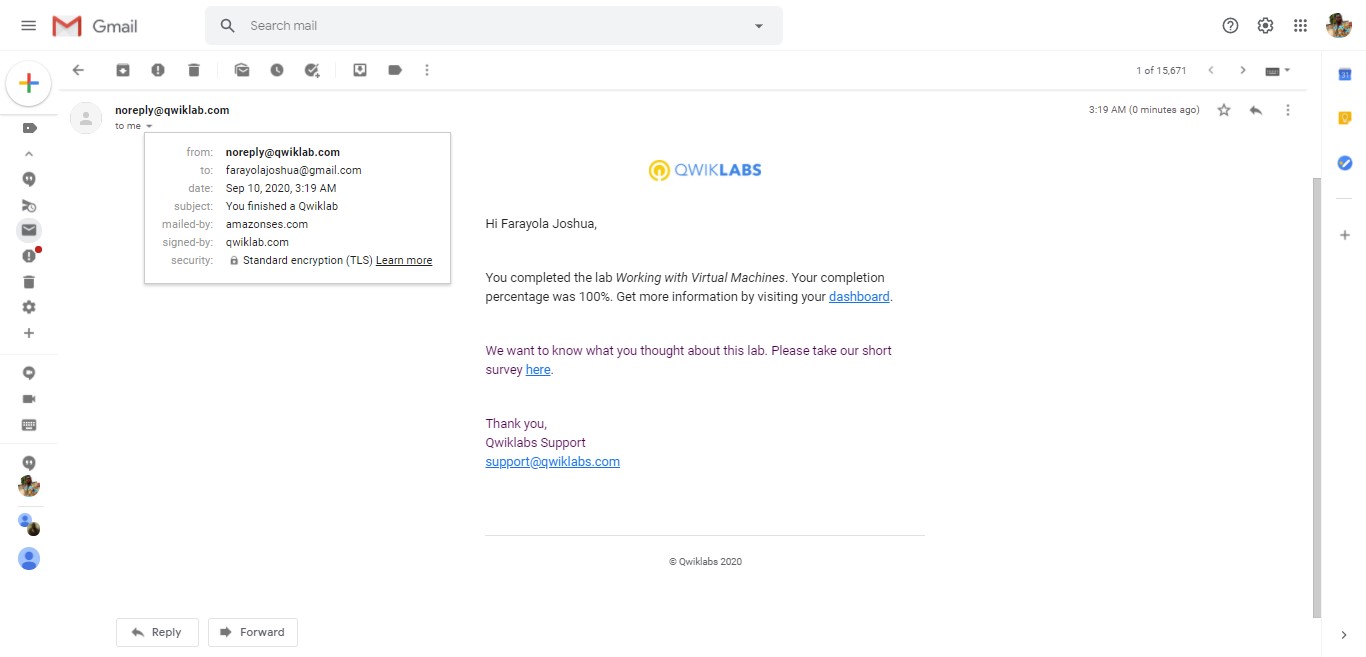 Gmail
Search mail
1 of 15,671
noreply@qwiklab.com
3:19 AM (0 minutes ago)
to me
from: noreply@qwiklab.com
to: farayolajoshua@gmail.com
date: Sep 10, 2020, 3:19 AM
subject: You finished a Qwiklab
mailed-by: amazonses.com
signed-by: qwiklab.com
security: Standard encryption (TLS) Learn more
QWIKLABS
Hi Farayola Joshua,
You completed the lab Working with Virtual Machines. Your completion
percentage was 100%. Get more information by visiting your dashboard.
We want to know what you thought about this lab. Please take our short
survey here.
Thank you,
Qwiklabs Support
support@qwiklabs.com
© Qwiklabs 2020
Reply
Forward
31